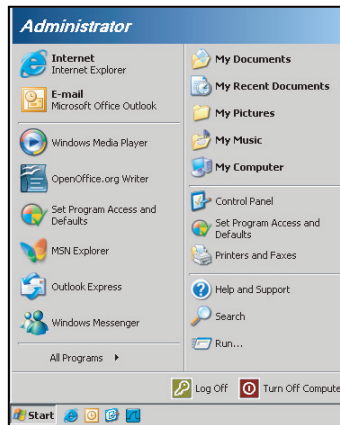 Administrator
Internet
Internet Explorer
E-mail
Microsoft Office Outlook
Windows Media Player
OpenOffice.org Writer
Set Program Access and
Defaults
MSN Explorer
Outlook Express
Windows Messenger
All Programs
My Documents
My Recent Documents
My Pictures
My Music
My Computer
Control Panel
Set Program Access and
Defaults
Printers and Faxes
Help and Support
Search
Run...
Log Off
Turn Off Compute
Start